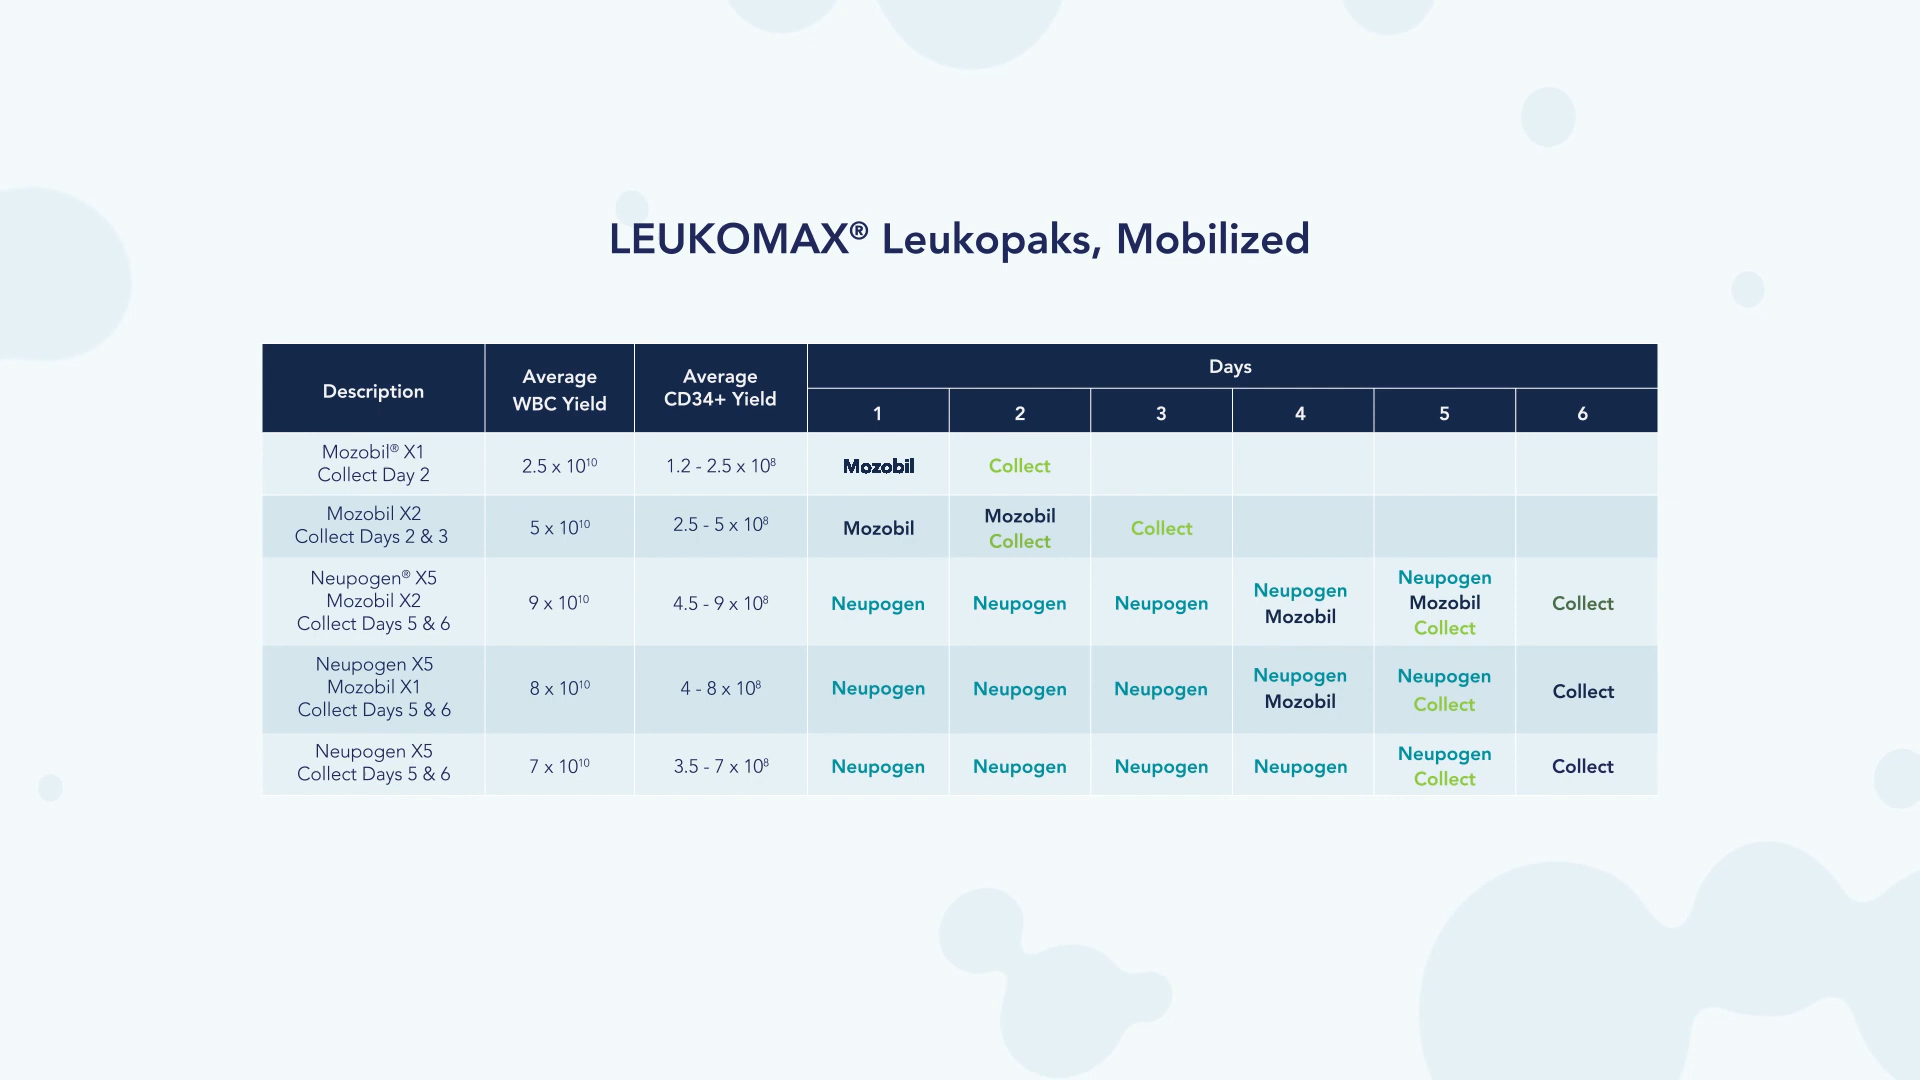 LEUKOMAX® Leukopaks, Mobilized
Description
Average
WBC Yield
Average
CD34+ Yield
Days
1
2
3
4
5
6
Mozobil® X1
Collect Day 2
2.5 x 10¹⁰
1.2 - 2.5 x 10⁸
Mozobil
Collect
Mozobil X2
Collect Days 2 & 3
5 x 10¹⁰
2.5 - 5 x 10⁸
Mozobil
Mozobil
Collect
Collect
Neupogen® X5
Mozobil X2
Collect Days 5 & 6
9 x 10¹⁰
4.5 - 9 x 10⁸
Neupogen
Neupogen
Neupogen
Neupogen
Mozobil
Neupogen
Mozobil
Collect
Collect
Neupogen X5
Mozobil X1
Collect Days 5 & 6
8 x 10¹⁰
4 - 8 x 10⁸
Neupogen
Neupogen
Neupogen
Neupogen
Mozobil
Neupogen
Collect
Collect
Neupogen X5
Collect Days 5 & 6
7 x 10¹⁰
3.5 - 7 x 10⁸
Neupogen
Neupogen
Neupogen
Neupogen
Neupogen
Collect
Collect